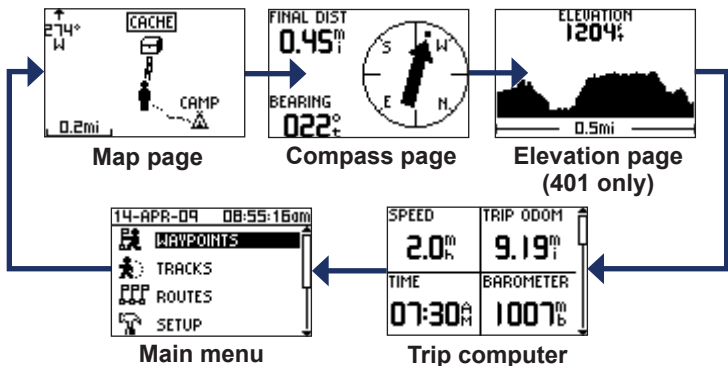 274°
W
CACHE
CAMP
0.2mi
Map page
FINAL DIST
0.45mi
BEARING
022°t
S
W
E
N
Compass page
ELEVATION
1204ft
0.5mi
Elevation page
(401 only)
14-APR-09 08:55:16am
WAYPOINTS
TRACKS
ROUTES
SETUP
Main menu
SPEED
2.0mh
TRIP ODOM
9.19mi
TIME
07:30AM
BAROMETER
1007mb
Trip computer